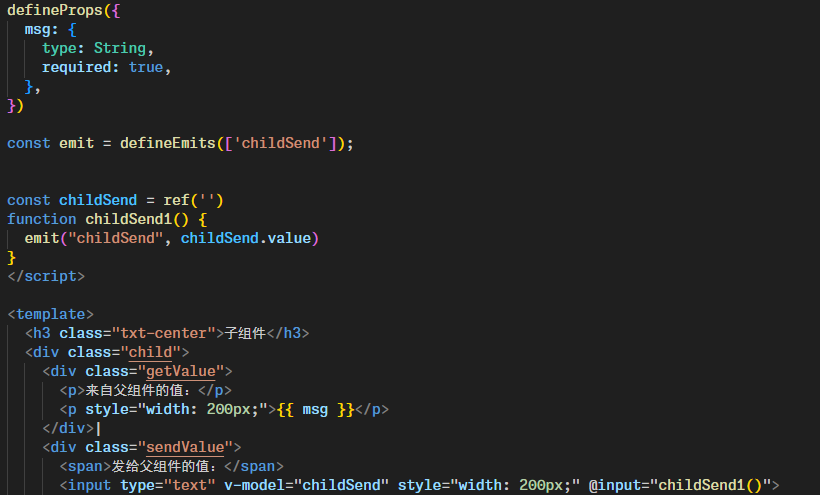 defineProps({
  msg: {
    type: String,
    required: true,
  },
})
const emit = defineEmits(['childSend']);
const childSend = ref('')
function childSend1() {
  emit("childSend", childSend.value)
}
</script>
<template>
  <h3 class="txt-center">子组件</h3>
  <div class="child">
    <div class="getValue">
      <p>来自父组件的值：</p>
      <p style="width: 200px;">{{ msg }}</p>
    </div>
    <div class="sendValue">
      <span>发给父组件的值：</span>
      <input type="text" v-model="childSend" style="width: 200px;" @input="childSend1()">